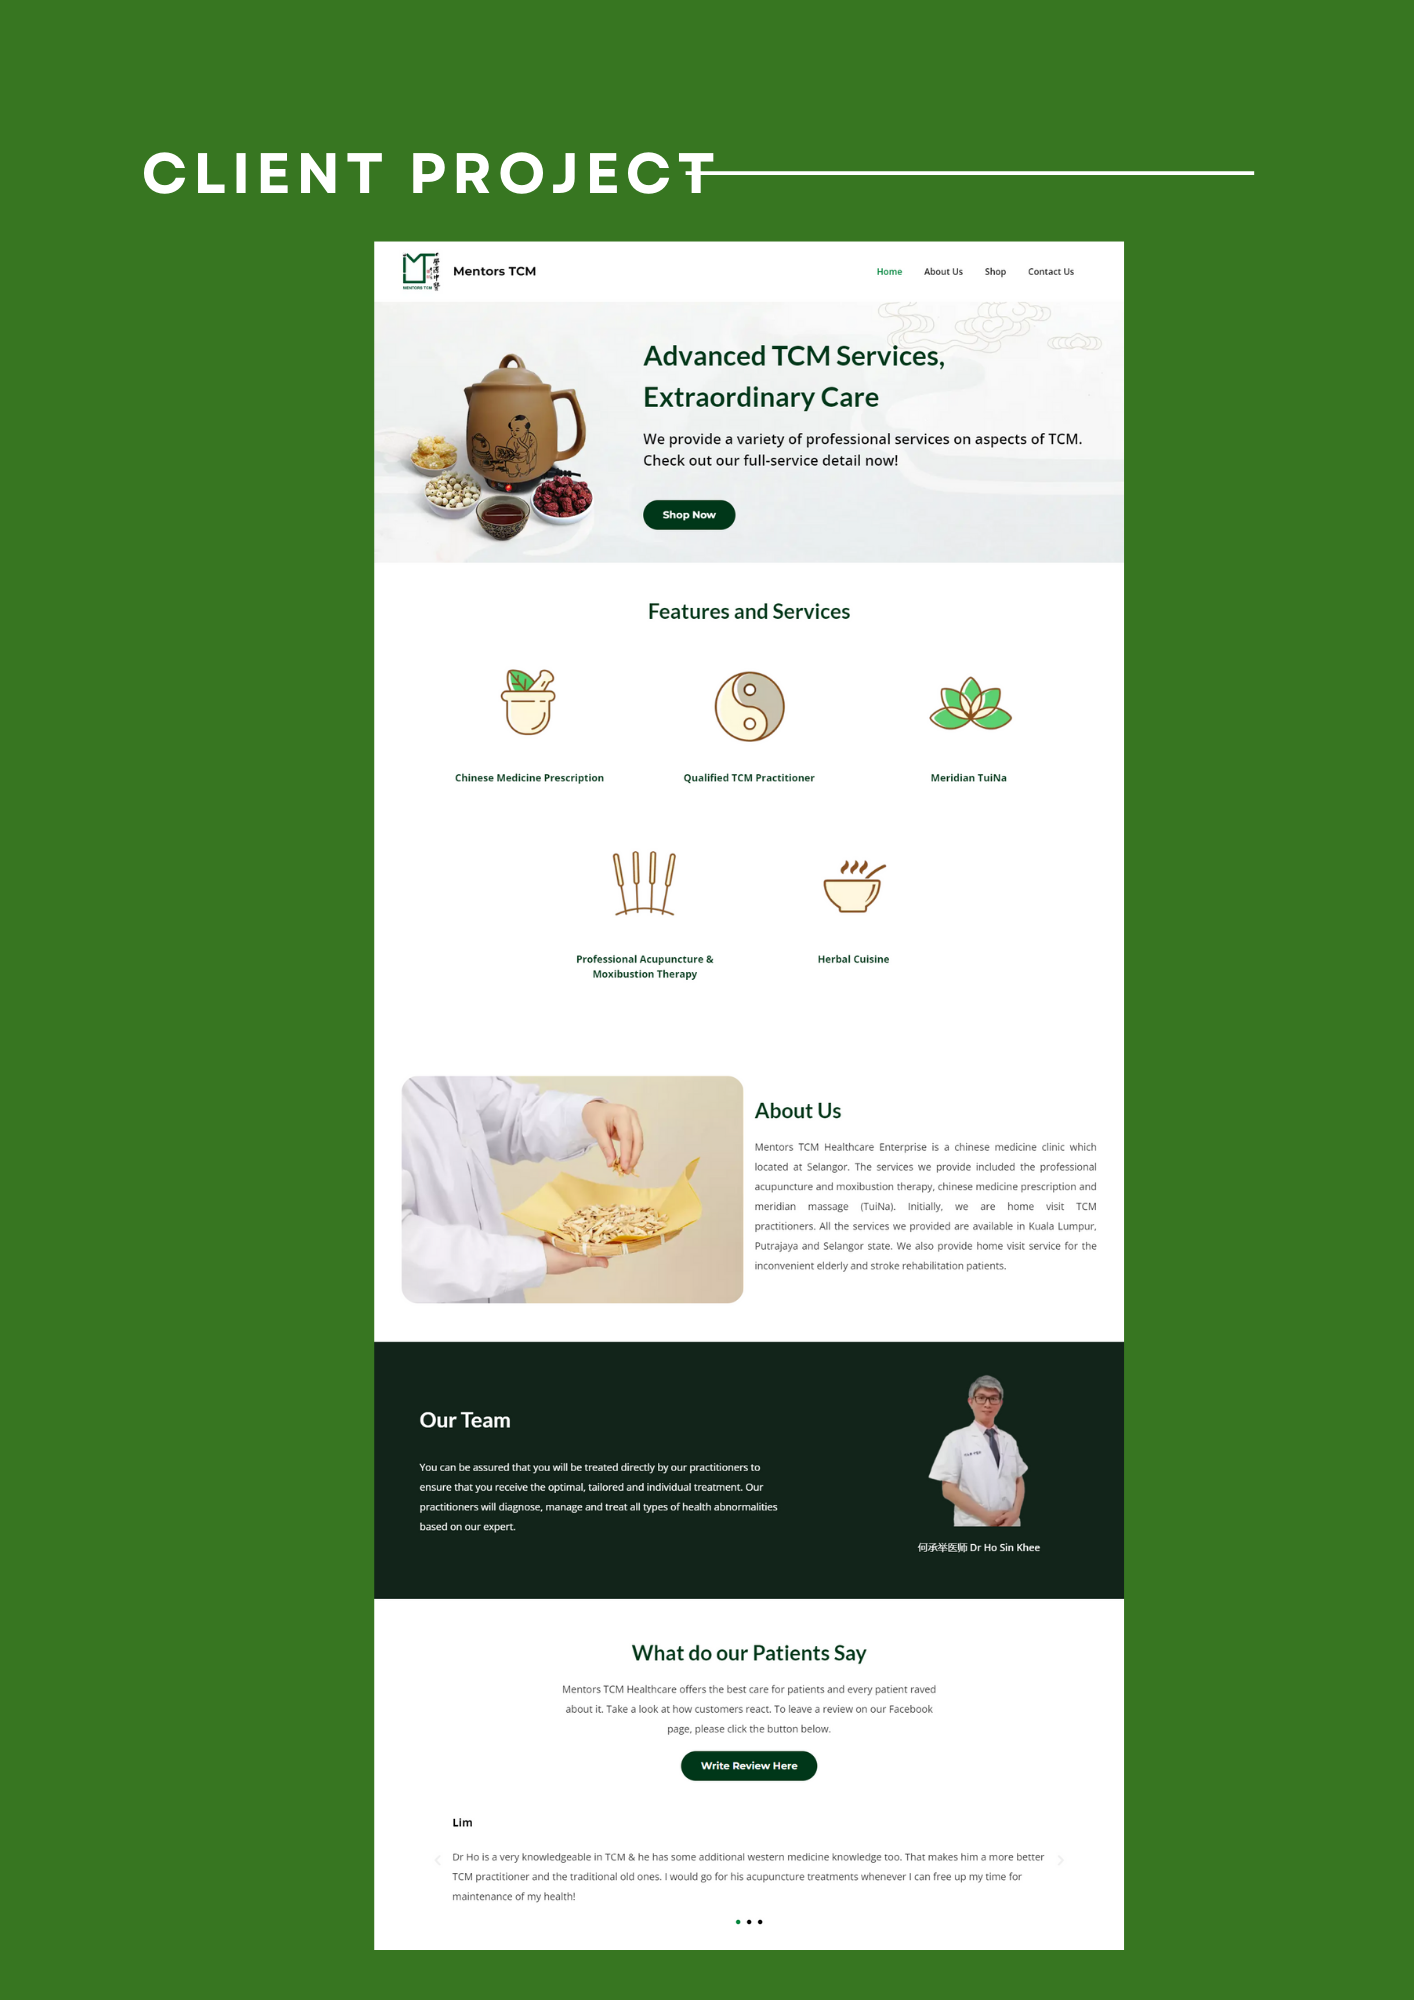 CLIENT PROJECT
MENTORS TCM
Mentors TCM
Home
About Us
Shop
Contact Us
Advanced TCM Services,
Extraordinary Care
We provide a variety of professional services on aspects of TCM.
Check out our full-service detail now!
Shop Now
Features and Services
Chinese Medicine Prescription
Qualified TCM Practitioner
Meridian TuiNa
Professional Acupuncture &
Moxibustion Therapy
Herbal Cuisine
About Us
Mentors TCM Healthcare Enterprise is a chinese medicine clinic which
located at Selangor. The services we provide included the professional
acupuncture and moxibustion therapy, chinese medicine prescription and
meridian massage (TuiNa). Initially, we are home visit TCM
practitioners. All the services we provided are available in Kuala Lumpur,
Putrajaya and Selangor state. We also provide home visit service for the
inconvenient elderly and stroke rehabilitation patients.
Our Team
You can be assured that you will be treated directly by our practitioners to
ensure that you receive the optimal, tailored and individual treatment. Our
practitioners will diagnose, manage and treat all types of health abnormalities
based on our expert.
何承举医师 Dr Ho Sin Khee
What do our Patients Say
Mentors TCM Healthcare offers the best care for patients and every patient raved
about it. Take a look at how customers react. To leave a review on our Facebook
page, please click the button below.
Write Review Here
Lim
Dr Ho is a very knowledgeable in TCM & he has some additional western medicine knowledge too. That makes him a more better
TCM practitioner and the traditional old ones. I would go for his acupuncture treatments whenever I can free up my time for
maintenance of my health!